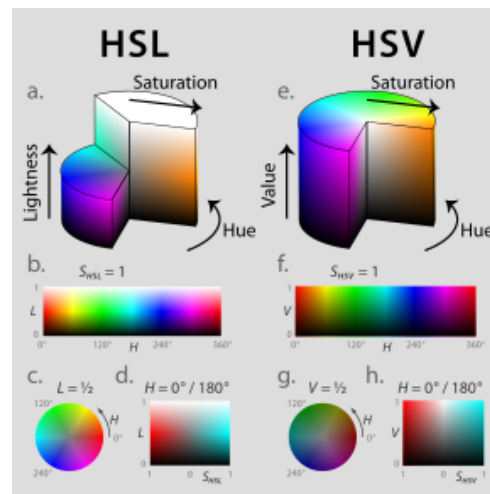 HSL
a.
Saturation
Lightness
Hue
b.
S_HSL = 1
1
L
0
0°
120°
H
240°
360°
c.
L = ½
120°
H
0°
240°
d.
H = 0° / 180°
1
L
0
1
0
S_HSL
1
HSV
e.
Saturation
Value
Hue
f.
S_HSV = 1
1
V
0
0°
120°
H
240°
360°
g.
V = ½
120°
H
0°
240°
h.
H = 0° / 180°
1
V
0
1
0
S_HSV
1